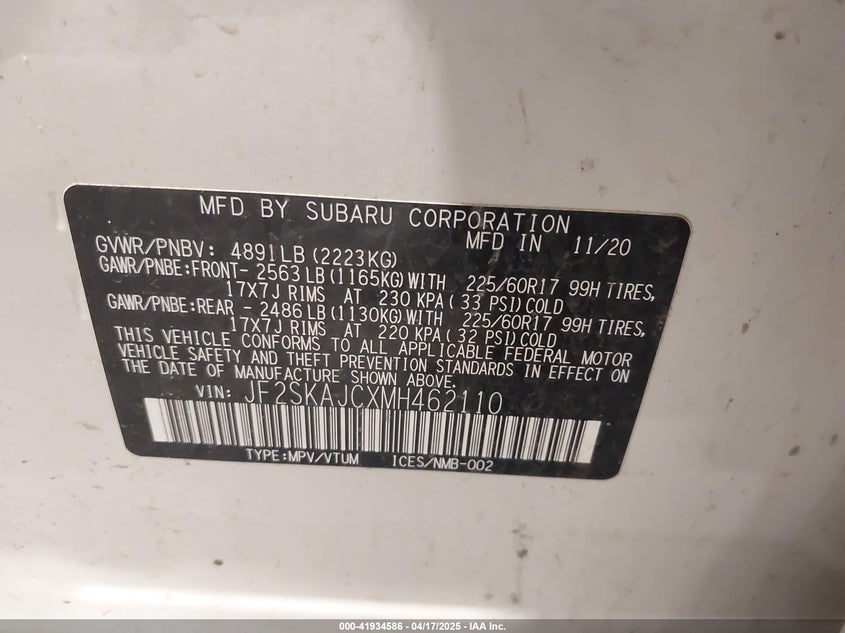 MFD BY SUBARU CORPORATION
MFD IN 11/20
GVWR/PNBV: 4891LB(2223KG)
GAWR/PNBE:FRONT- 2563LB(1165KG)WITH 225/60R17 99H TIRES,
17X7J RIMS AT 230 KPA( 33 PSI)COLD
GAWR/PNBE:REAR - 2486LB(1130KG)WITH 225/60R17 99H TIRES,
17X7J RIMS AT 220 KPA( 32 PSI)COLD
THIS VEHICLE CONFORMS TO ALL APPLICABLE FEDERAL MOTOR
VEHICLE SAFETY AND THEFT PREVENTION STANDARDS IN EFFECT ON
THE DATE OF MANUFACTURE SHOWN ABOVE.
VIN: JF2SKAJCXMH462110
TYPE:MPV/VTUM ICES/NMB-002
000-41934586 - 04/17/2025 - IAA Inc.